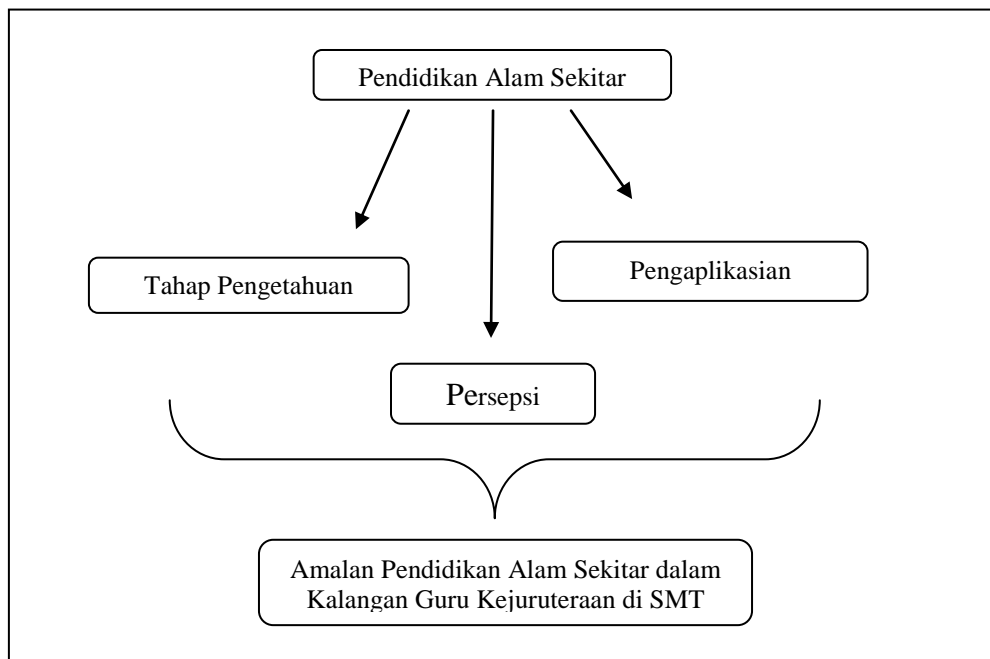 Pendidikan Alam Sekitar
Tahap Pengetahuan
Pengaplikasian
Persepsi
Amalan Pendidikan Alam Sekitar dalam
Kalangan Guru Kejuruteraan di SMT